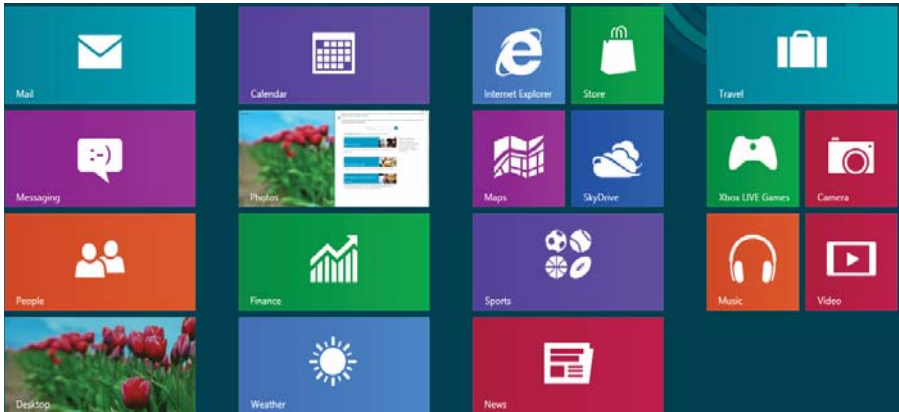 Mail
Calendar
Internet Explorer
Store
Travel
:-)
Messaging
Photos
Maps
SkyDrive
Xbox LIVE Games
Camera
People
Finance
Sports
Music
Video
Desktop
Weather
News